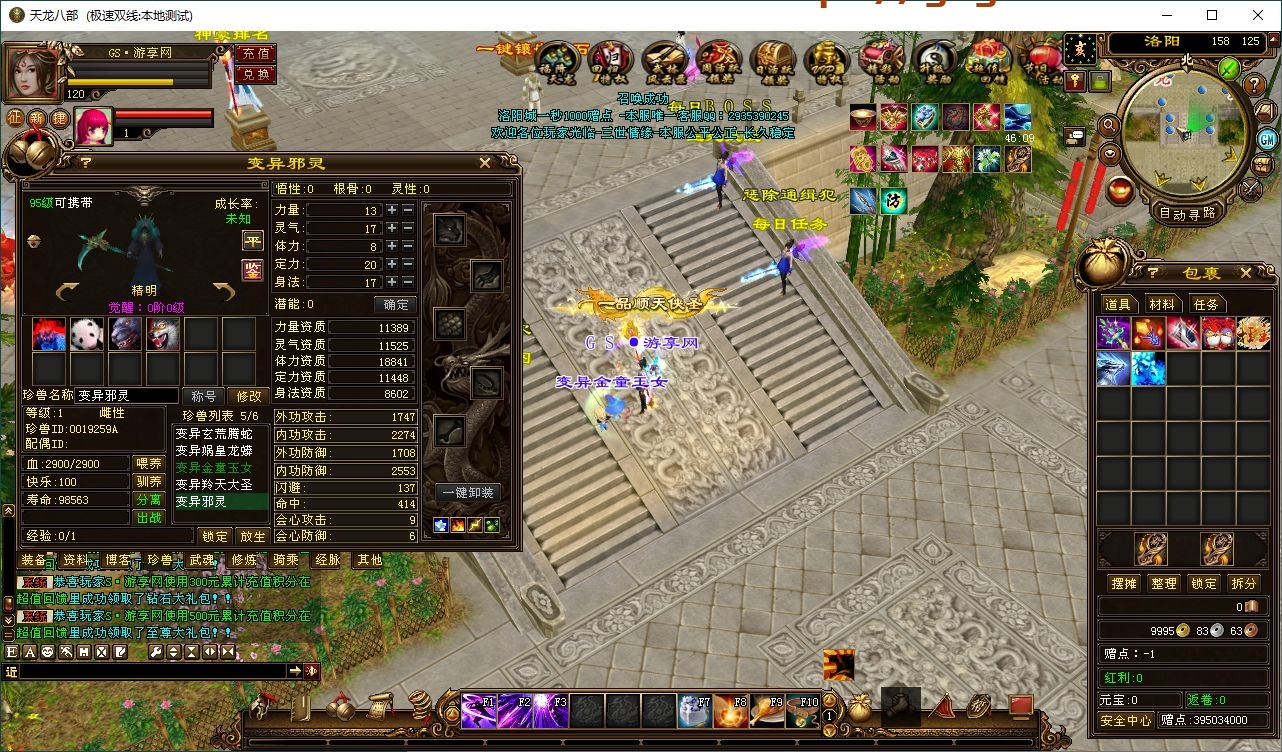 天龙八部 (极速双线:本地测试)
神豪排名
GS·游享网
充值
兑换
120
征 新 捷
1
召唤成功
每日BOSS
洛阳城一秒1000赠点 -本服唯一客服QQ：2935390245
欢迎各位玩家光临-三世情缘-本服公平公正-长久稳定
46:09
洛阳 158 125
北
GM
自动寻路
惩除通缉犯
每日任务
一品顺天侠圣
GS·游享网
变异金童玉女
? 变异邪灵
95级可携带
成长率:
未知
平
鉴
精明
觉醒：0阶0级
珍兽名称 变异邪灵 称号 修改
等级:1 雌性
珍兽ID:0019259A
配偶ID:
珍兽列表 5/6
变异玄荒腾蛇
变异娲皇龙蟒
变异金童玉女
变异羚天大圣
变异邪灵
血:2900/2900 喂养
快乐:100 驯养
寿命:98563 分离
出战
经验:0/1 锁定 放生
悟性:0 根骨:0 灵性:0
力量: 13
灵气: 17
体力: 8
定力: 20
身法: 17
潜能:0 确定
力量资质 11389
灵气资质 11525
体力资质 18841
定力资质 11448
身法资质 8602
外功攻击: 1747
内功攻击: 2274
外功防御: 1708
内功防御: 2553
闪避: 137
命中: 414
会心攻击: 9
会心防御: 6
一键卸装
装备 资料 博客 珍兽 武魂 修炼 骑乘 经脉 其他
系统 恭喜玩家S·游享网使用300元累计充值积分在
超值回馈里成功领取了钻石大礼包！！
系统 恭喜玩家S·游享网使用500元累计充值积分在
超值回馈里成功领取了至尊大礼包！！
近
F1 F2 F3 F7 F8 F9 F10
1
? 包裹
道具 材料 任务
摆摊 整理 锁定 拆分
0
9995 83 63
赠点：-1
红利:0
元宝:0 返卷:0
安全中心 赠点:395034000